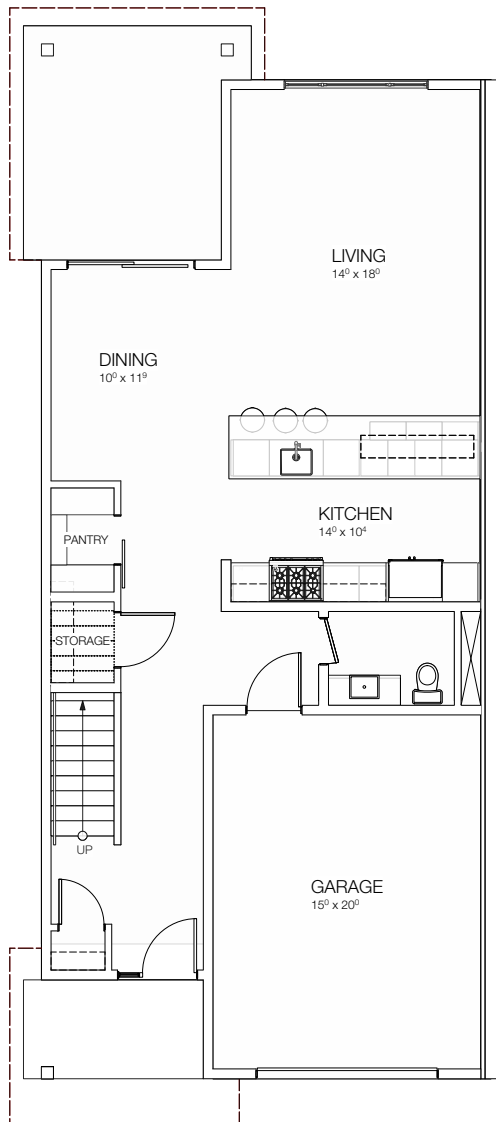 LIVING
14⁰ x 18⁰
DINING
10⁰ x 11⁹
KITCHEN
14⁰ x 10⁴
PANTRY
STORAGE
UP
GARAGE
15⁰ x 20⁰